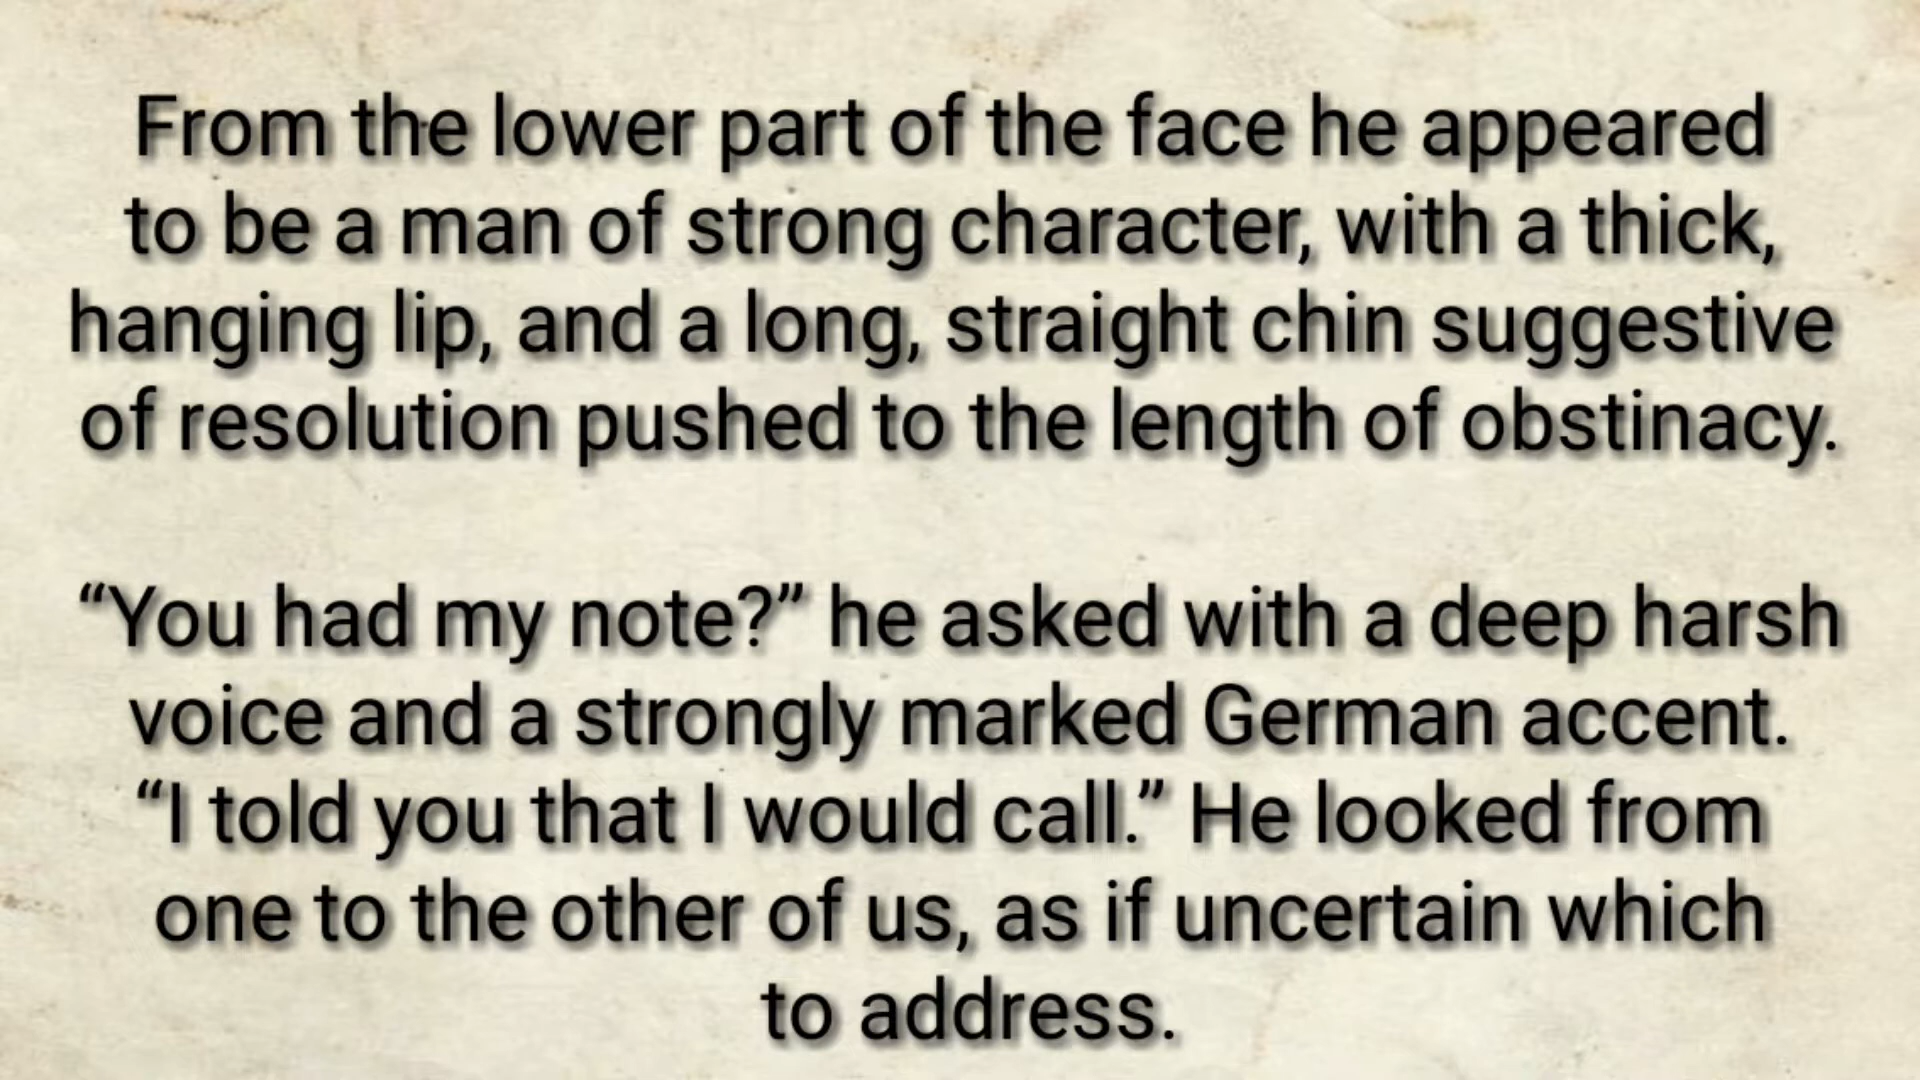 From the lower part of the face he appeared
to be a man of strong character, with a thick,
hanging lip, and a long, straight chin suggestive
of resolution pushed to the length of obstinacy.
“You had my note?” he asked with a deep harsh
voice and a strongly marked German accent.
“I told you that I would call.” He looked from
one to the other of us, as if uncertain which
to address.